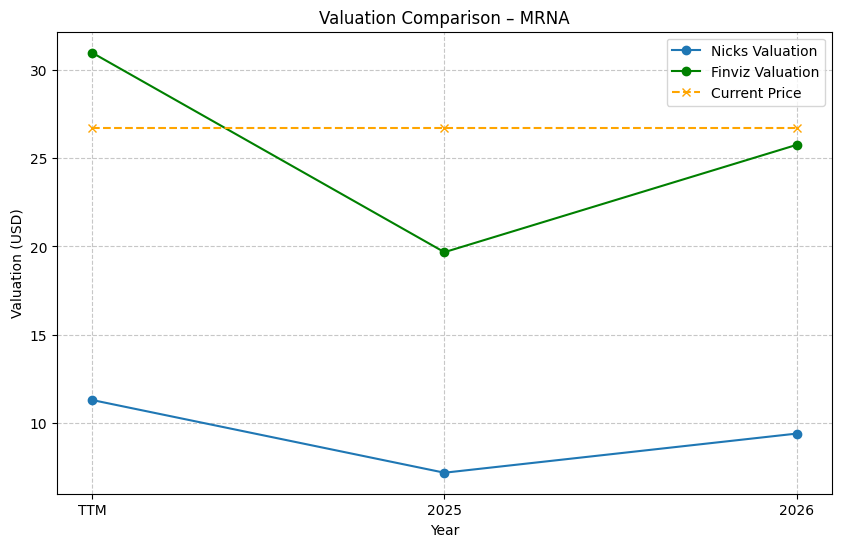 Valuation Comparison – MRNA
Nicks Valuation
Finviz Valuation
Current Price
Valuation (USD)
30
25
20
15
10
TTM
2025
2026
Year